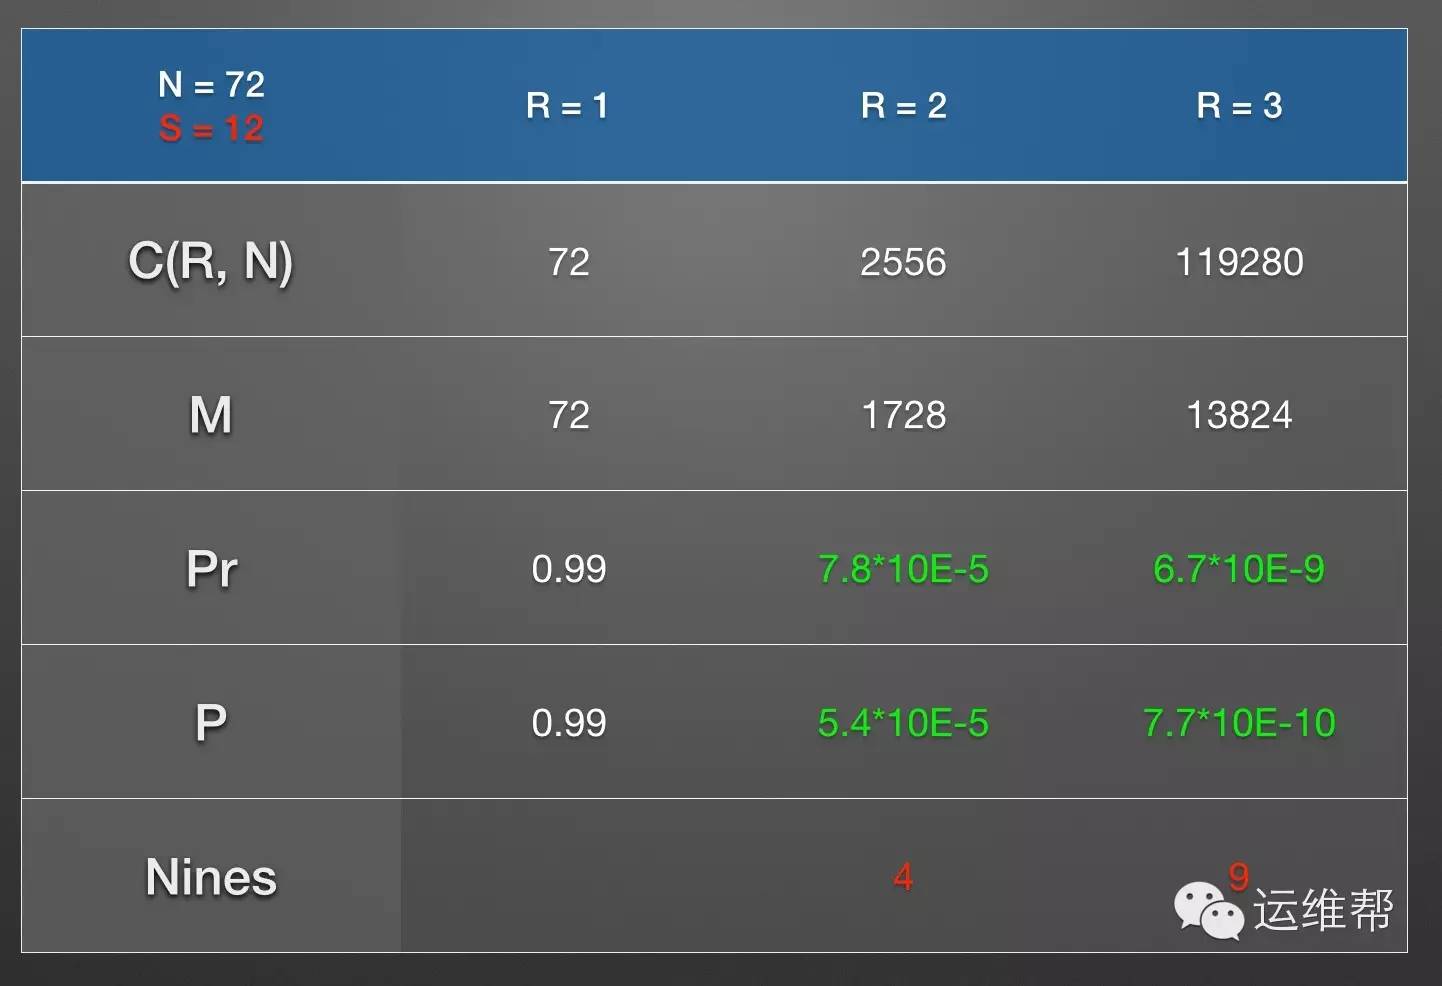 N = 72
S = 12
R = 1
R = 2
R = 3
C(R, N)
72
2556
119280
M
72
1728
13824
Pr
0.99
7.8*10E-5
6.7*10E-9
P
0.99
5.4*10E-5
7.7*10E-10
Nines
4
9
运维帮